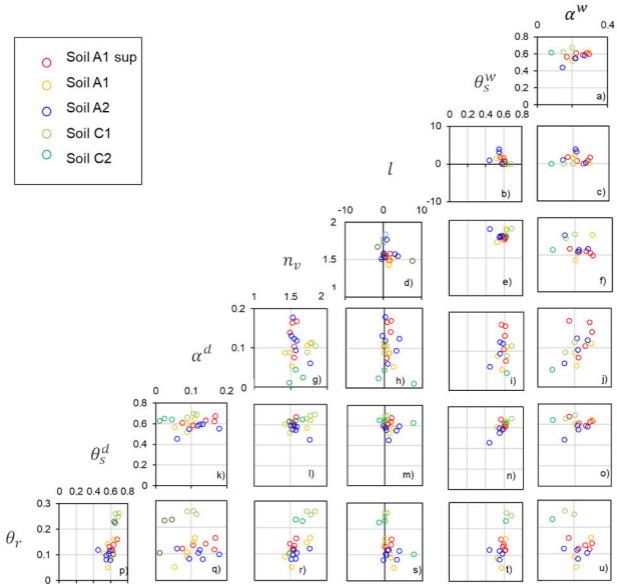 α^w
0 0.2 0.4
Soil A1 sup
Soil A1
Soil A2
Soil C1
Soil C2
0.8
0.6
0.4
0.2
0
a)
θ_s^w
0 0.2 0.4 0.6 0.8
10
0
-10
b)
c)
l
-10 0 10
2
1.5
1
d)
e)
f)
n_v
1 1.5 2
0.2
0.1
0
g)
h)
i)
j)
α^d
0 0.1 0.2
0.8
0.6
0.4
0.2
0
k)
l)
m)
n)
o)
θ_s^d
0 0.2 0.4 0.6 0.8
0.3
0.2
0.1
0
p)
q)
r)
s)
t)
u)
θ_r